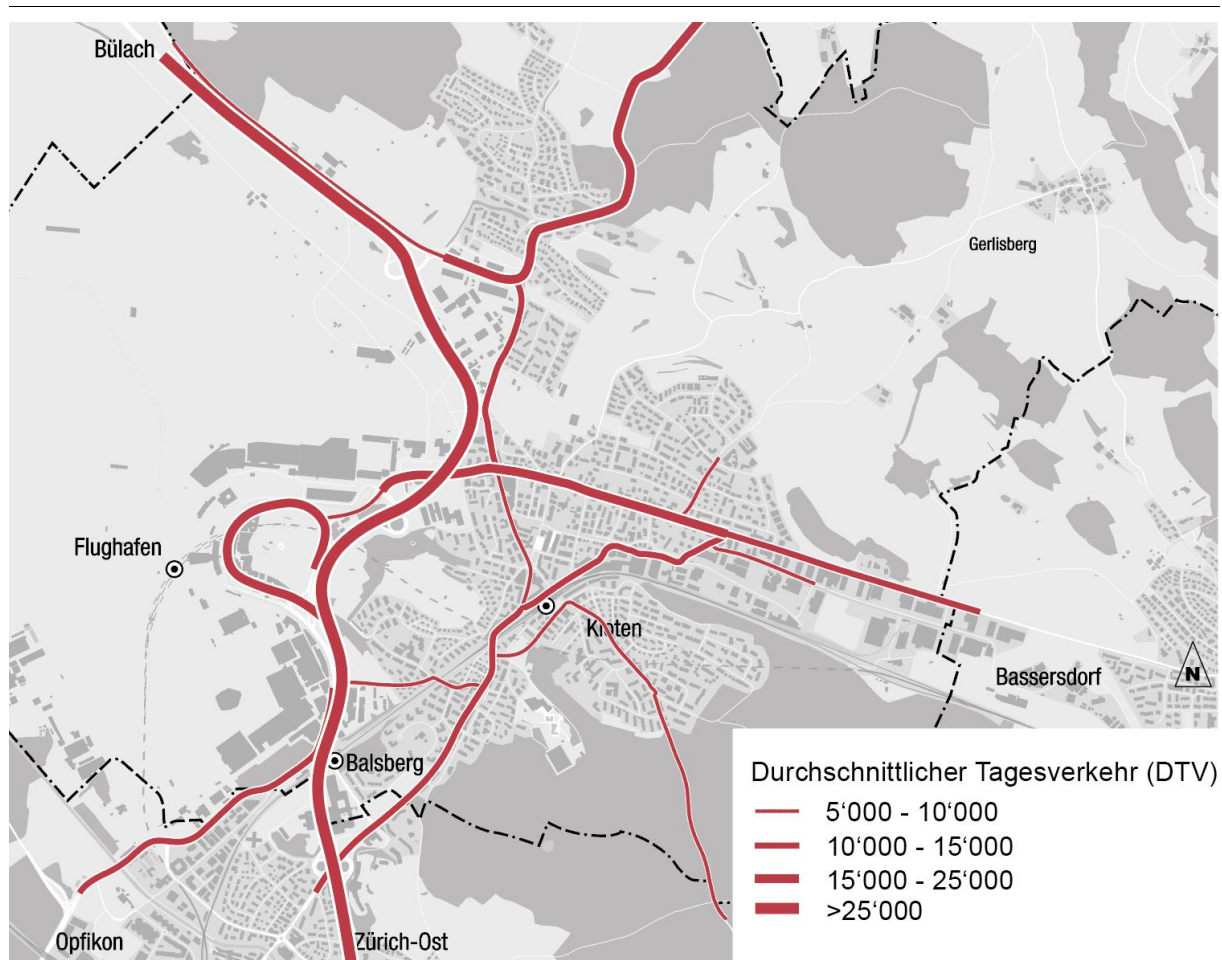 Bülach
Gerlisberg
Flughafen
Kloten
Bassersdorf
N
Balsberg
Opfikon
Zürich-Ost
Durchschnittlicher Tagesverkehr (DTV)
5‘000 - 10‘000
10‘000 - 15‘000
15‘000 - 25‘000
>25‘000